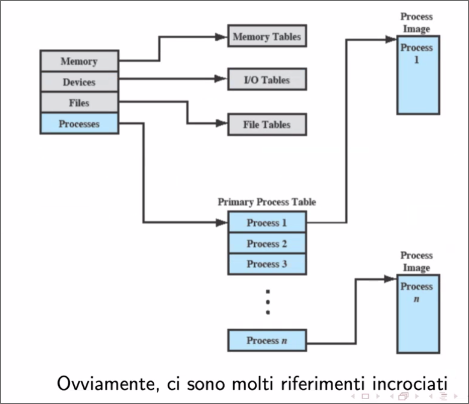 Memory
Devices
Files
Processes
Memory Tables
I/O Tables
File Tables
Primary Process Table
Process 1
Process 2
Process 3
Process n
Process
Image
Process
1
Process
Image
Process
n
Ovviamente, ci sono molti riferimenti incrociati